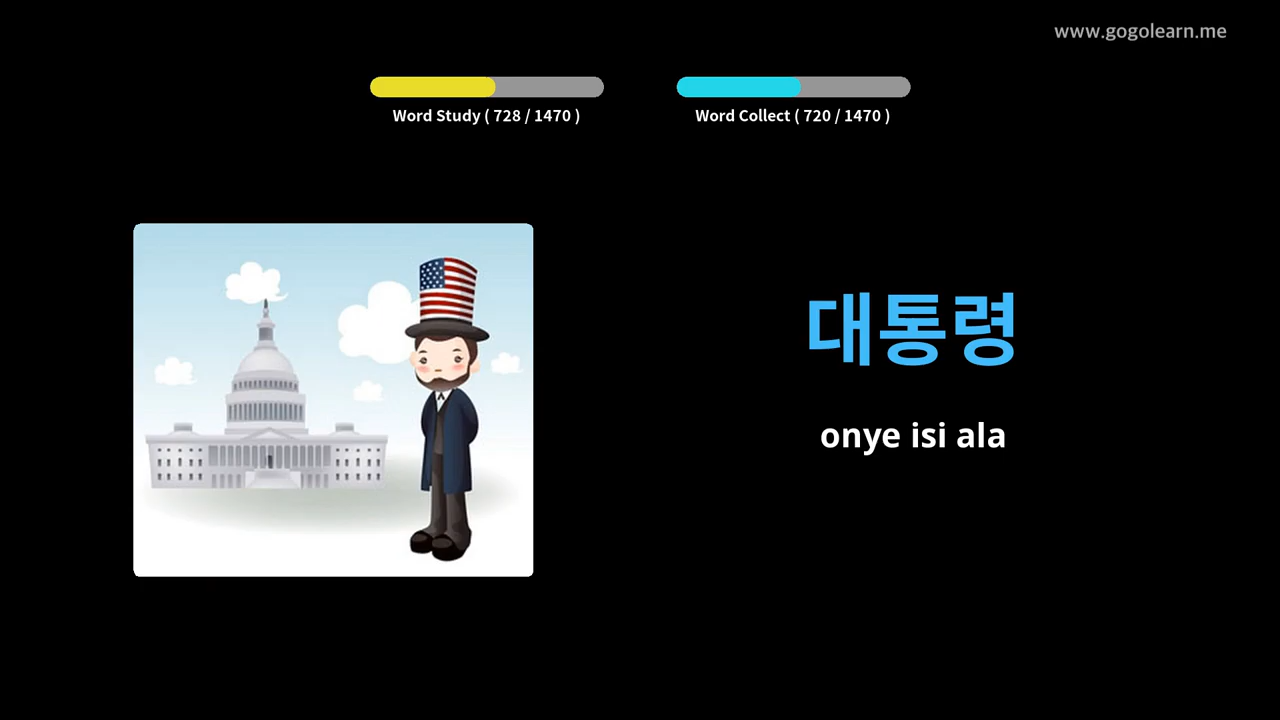 www.gogolearn.me
Word Study ( 728 / 1470 )
Word Collect ( 720 / 1470 )
대통령
onye isi ala